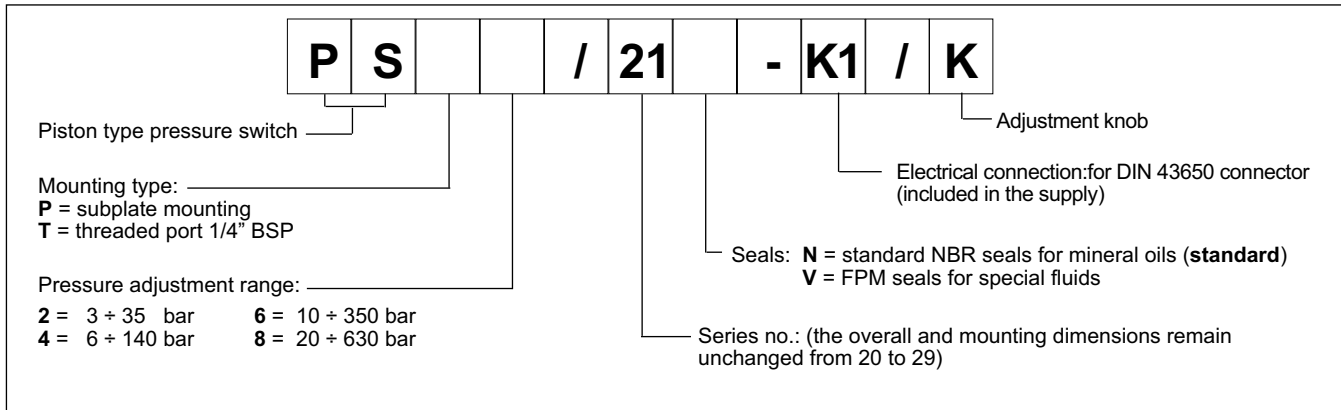 P S / 21 - K1 / K
Piston type pressure switch
Adjustment knob
Electrical connection:for DIN 43650 connector
(included in the supply)
Mounting type:
P = subplate mounting
T = threaded port 1/4” BSP
Seals: N = standard NBR seals for mineral oils (standard)
V = FPM seals for special fluids
Pressure adjustment range:
2 = 3 ÷ 35 bar 6 = 10 ÷ 350 bar
4 = 6 ÷ 140 bar 8 = 20 ÷ 630 bar
Series no.: (the overall and mounting dimensions remain
unchanged from 20 to 29)